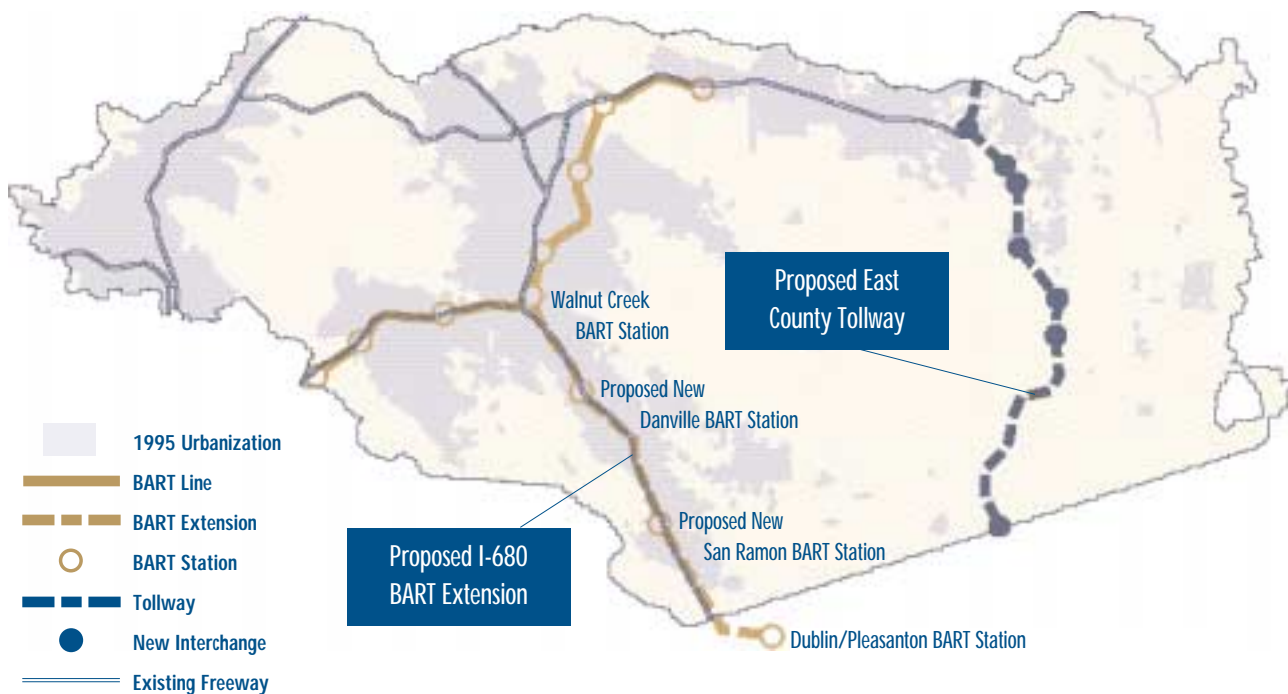 Proposed East
County Tollway
Walnut Creek
BART Station
Proposed New
Danville BART Station
Proposed New
San Ramon BART Station
Proposed I-680
BART Extension
Dublin/Pleasanton BART Station
1995 Urbanization
BART Line
BART Extension
BART Station
Tollway
New Interchange
Existing Freeway